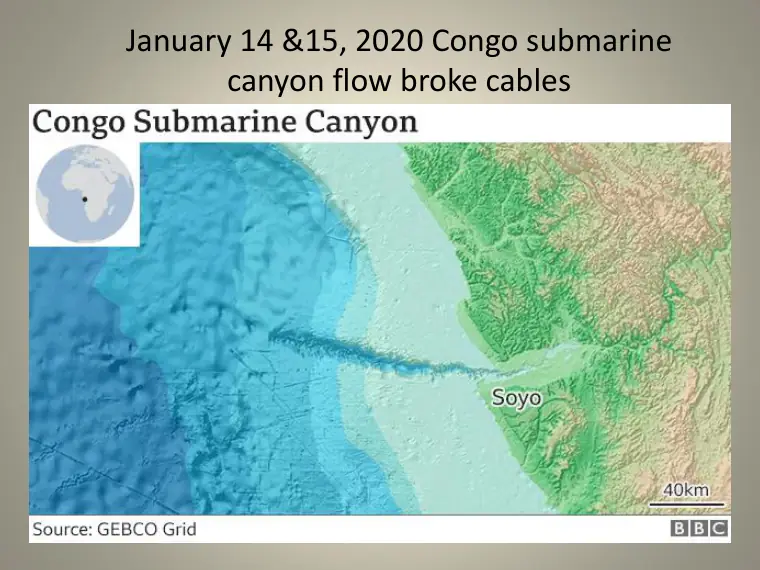 January 14 &15, 2020 Congo submarine
canyon flow broke cables
Congo Submarine Canyon
Soyo
40km
Source: GEBCO Grid
BBC